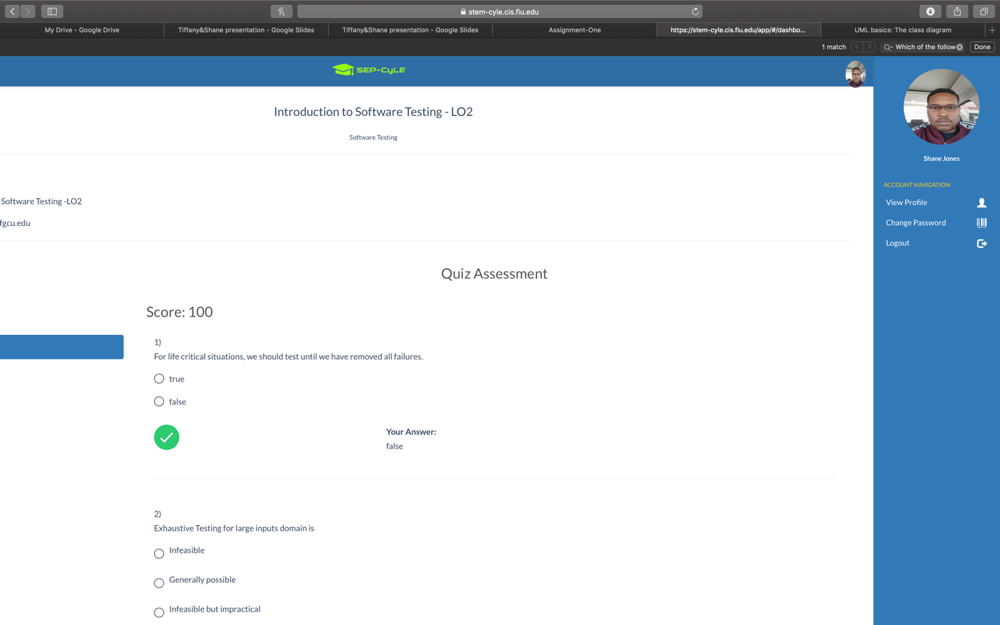 stem-cyle.cis.fiu.edu
My Drive - Google Drive
Tiffany&Shane presentation - Google Slides
Tiffany&Shane presentation - Google Slides
Assignment-One
https://stem-cyle.cis.fiu.edu/app/#/dashbo...
UML basics: The class diagram
1 match
Which of the follow
Done
SEP-CyLE
Introduction to Software Testing - LO2
Software Testing
Shane Jones
ACCOUNT NAVIGATION
View Profile
Change Password
Logout
Software Testing -LO2
fgcu.edu
Quiz Assessment
Score: 100
1)
For life critical situations, we should test until we have removed all failures.
true
false
Your Answer:
false
2)
Exhaustive Testing for large inputs domain is
Infeasible
Generally possible
Infeasible but impractical